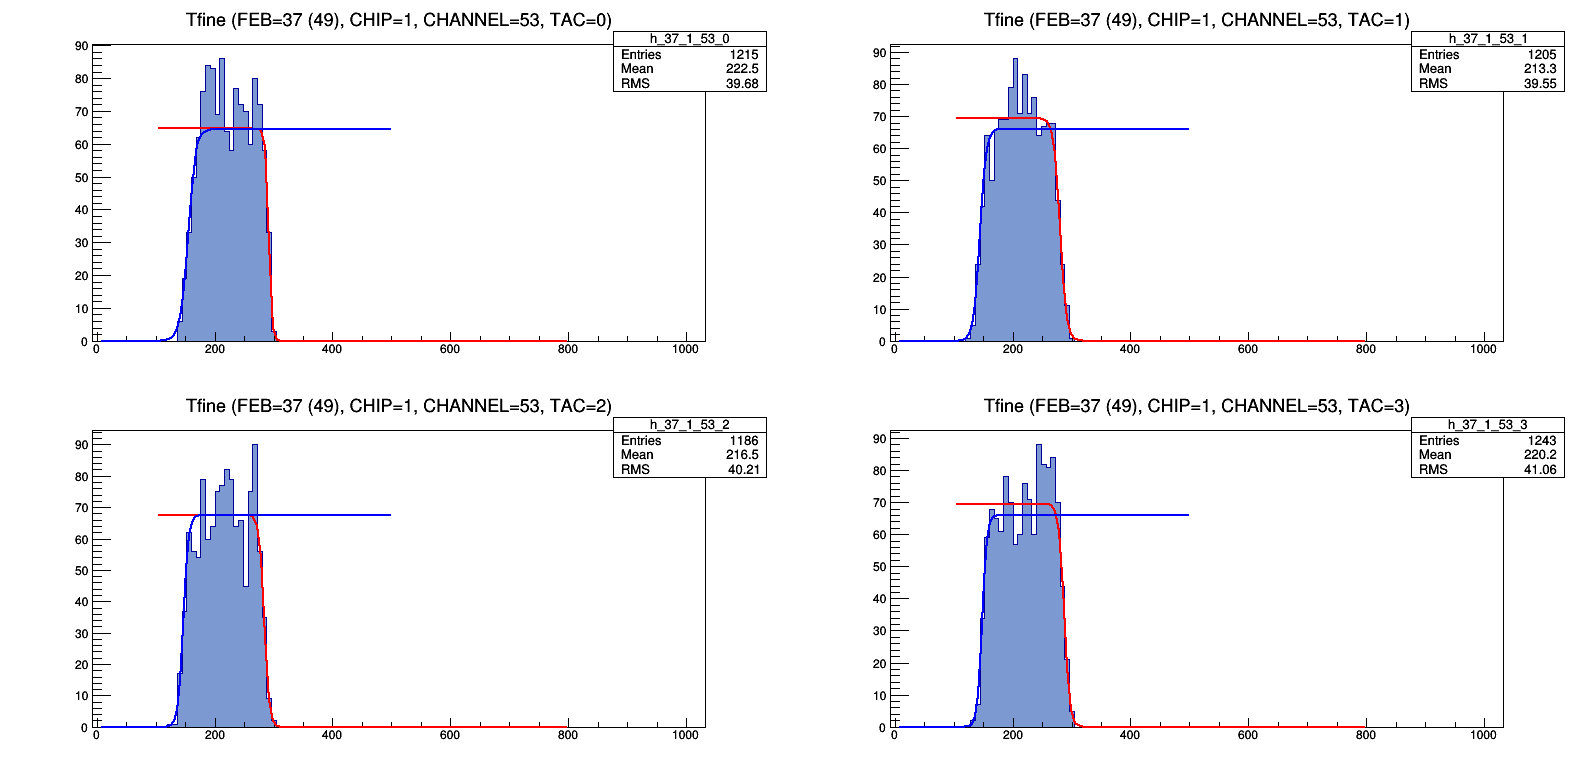 Tfine (FEB=37 (49), CHIP=1, CHANNEL=53, TAC=0)
h_37_1_53_0
Entries 1215
Mean 222.5
RMS 39.68
90
80
70
60
50
40
30
20
10
0
0 200 400 600 800 1000
Tfine (FEB=37 (49), CHIP=1, CHANNEL=53, TAC=1)
h_37_1_53_1
Entries 1205
Mean 213.3
RMS 39.55
90
80
70
60
50
40
30
20
10
0
0 200 400 600 800 1000
Tfine (FEB=37 (49), CHIP=1, CHANNEL=53, TAC=2)
h_37_1_53_2
Entries 1186
Mean 216.5
RMS 40.21
90
80
70
60
50
40
30
20
10
0
0 200 400 600 800 1000
Tfine (FEB=37 (49), CHIP=1, CHANNEL=53, TAC=3)
h_37_1_53_3
Entries 1243
Mean 220.2
RMS 41.06
90
80
70
60
50
40
30
20
10
0
0 200 400 600 800 1000